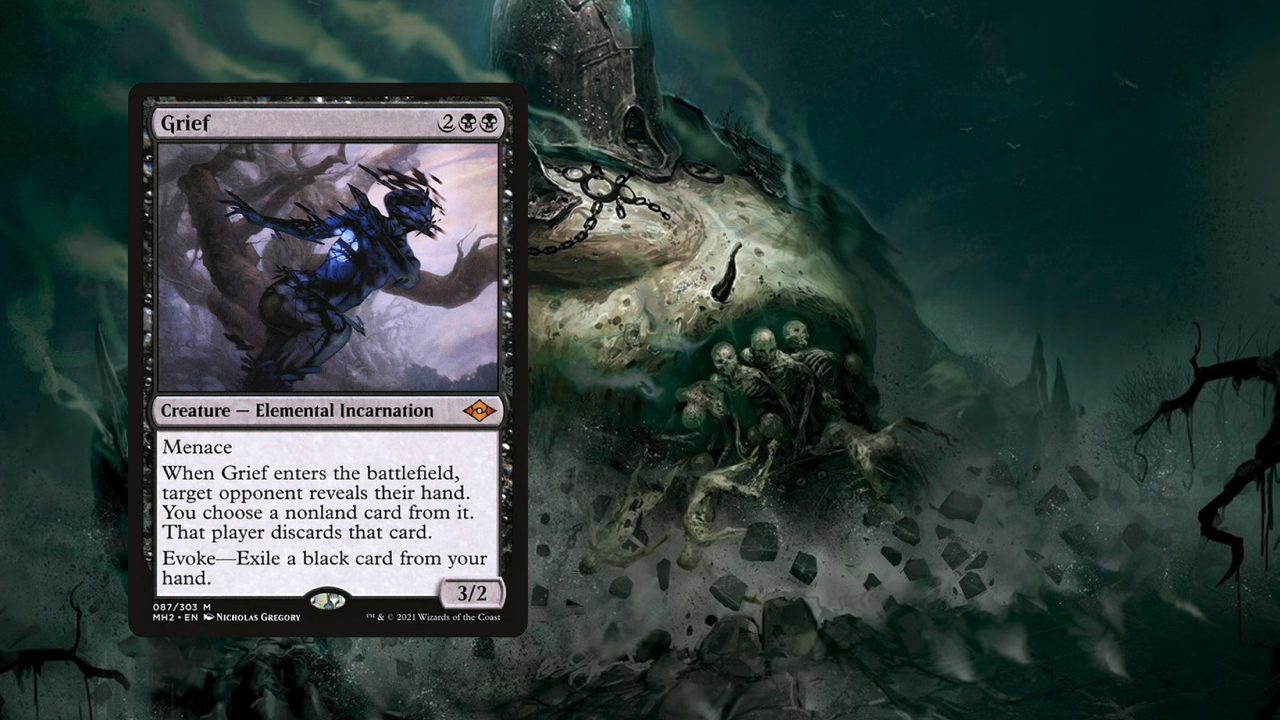 Grief 2
Creature — Elemental Incarnation
Menace
When Grief enters the battlefield,
target opponent reveals their hand.
You choose a nonland card from it.
That player discards that card.
Evoke—Exile a black card from your
hand.
3/2
087/303 M
MH2 • EN Nicholas Gregory
™ & © 2021 Wizards of the Coast